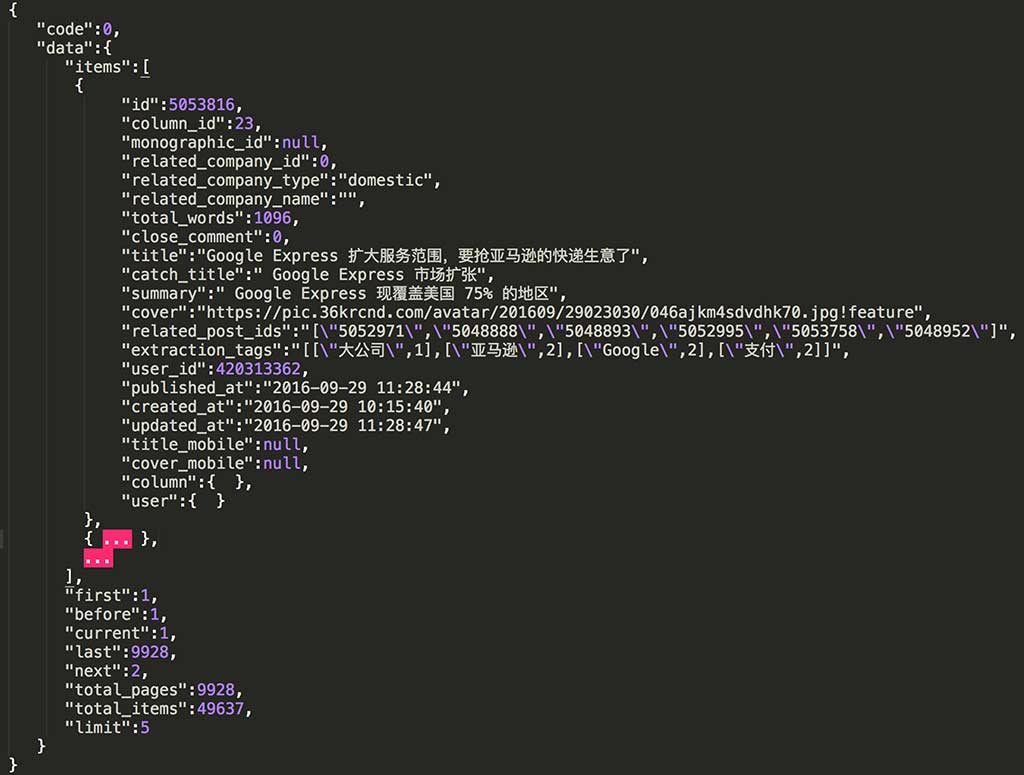 {
"code":0,
"data":{
"items":[
{
"id":5053816,
"column_id":23,
"monographic_id":null,
"related_company_id":0,
"related_company_type":"domestic",
"related_company_name":"",
"total_words":1096,
"close_comment":0,
"title":"Google Express 扩大服务范围，要抢亚马逊的快递生意了",
"catch_title":" Google Express 市场扩张",
"summary":" Google Express 现覆盖美国 75% 的地区",
"cover":"https://pic.36krcnd.com/avatar/201609/29023030/046ajkm4sdvdhk70.jpg!feature",
"related_post_ids":"[\"5052971\",\"5048888\",\"5048893\",\"5052995\",\"5053758\",\"5048952\"]",
"extraction_tags":"[[\"大公司\",1],[\"亚马逊\",2],[\"Google\",2],[\"支付\",2]]",
"user_id":420313362,
"published_at":"2016-09-29 11:28:44",
"created_at":"2016-09-29 10:15:40",
"updated_at":"2016-09-29 11:28:47",
"title_mobile":null,
"cover_mobile":null,
"column":{  },
"user":{  }
},
{ ... },
...
],
"first":1,
"before":1,
"current":1,
"last":9928,
"next":2,
"total_pages":9928,
"total_items":49637,
"limit":5
}
}